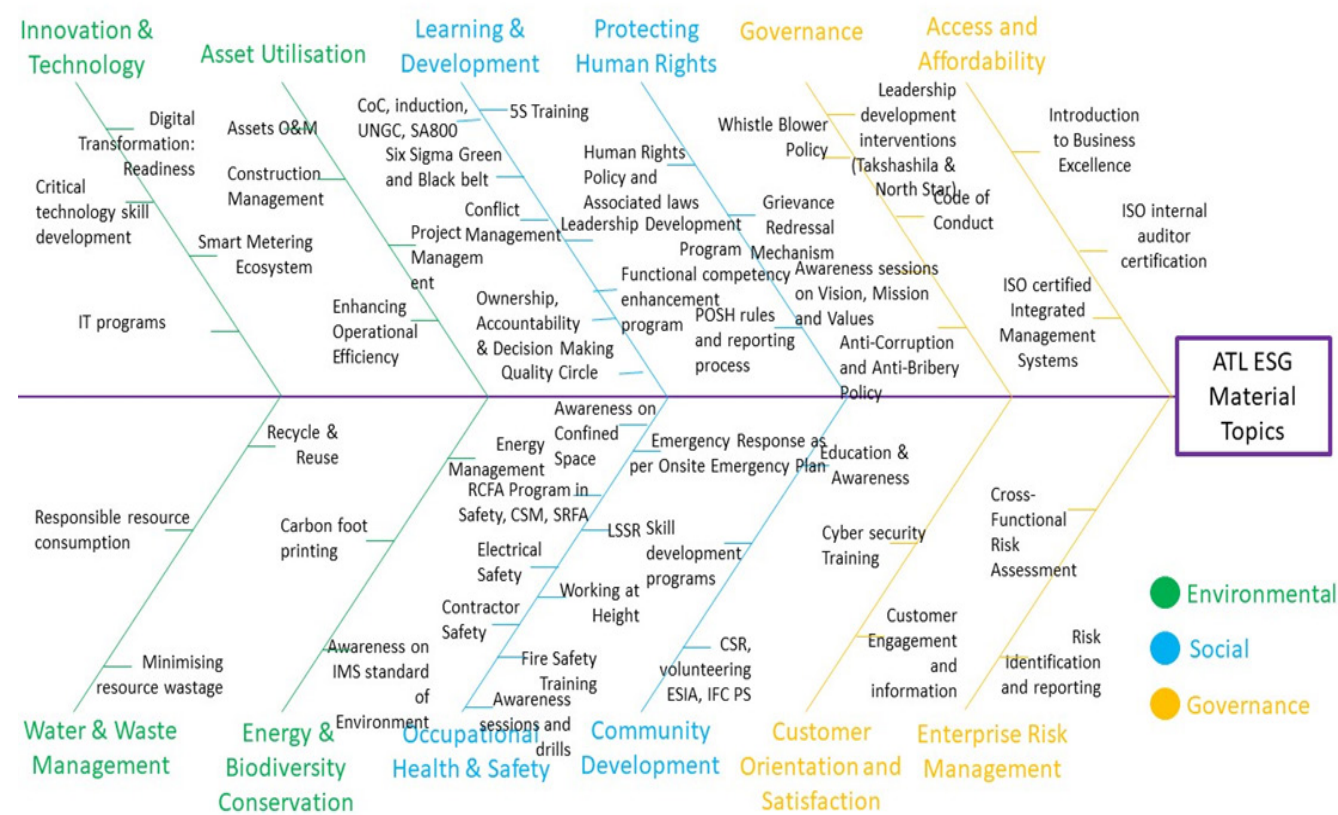 Innovation &
Technology
Asset Utilisation
Learning &
Development
Protecting
Human Rights
Governance
Access and
Affordability
Digital
Transformation:
Readiness
Critical
technology skill
development
Smart Metering
Ecosystem
IT programs
Assets O&M
Construction
Management
Project
Managem
ent
Enhancing
Operational
Efficiency
CoC, induction,
UNGC, SA800
5S Training
Six Sigma Green
and Black belt
Conflict
Management
Leadership Development
Program
Functional competency
enhancement
program
Ownership,
Accountability
& Decision Making
Quality Circle
Human Rights
Policy and
Associated laws
Grievance
Redressal
Mechanism
POSH rules
and reporting
process
Whistle Blower
Policy
Leadership
development
interventions
(Takshashila &
North Star)
Code of
Conduct
Awareness sessions
on Vision, Mission
and Values
Anti-Corruption
and Anti-Bribery
Policy
Introduction
to Business
Excellence
ISO internal
auditor
certification
ISO certified
Integrated
Management
Systems
ATL ESG
Material
Topics
Recycle &
Reuse
Responsible resource
consumption
Minimising
resource wastage
Energy
Management
Carbon foot
printing
Awareness on
IMS standard
of
Environment
Awareness on
Confined
Space
Emergency Response as
per Onsite Emergency Plan
RCFA Program in
Safety, CSM, SRFA
LSSR
Electrical
Safety
Working at
Height
Contractor
Safety
Fire Safety
Training
Awareness
sessions and
drills
Education &
Awareness
Skill
development
programs
CSR,
volunteering
ESIA, IFC PS
Cyber security
Training
Customer
Engagement
and
information
Cross-
Functional
Risk
Assessment
Risk
Identification
and reporting
Environmental
Social
Governance
Water & Waste
Management
Energy &
Biodiversity
Conservation
Occupational
Health & Safety
Community
Development
Customer
Orientation and
Satisfaction
Enterprise Risk
Management